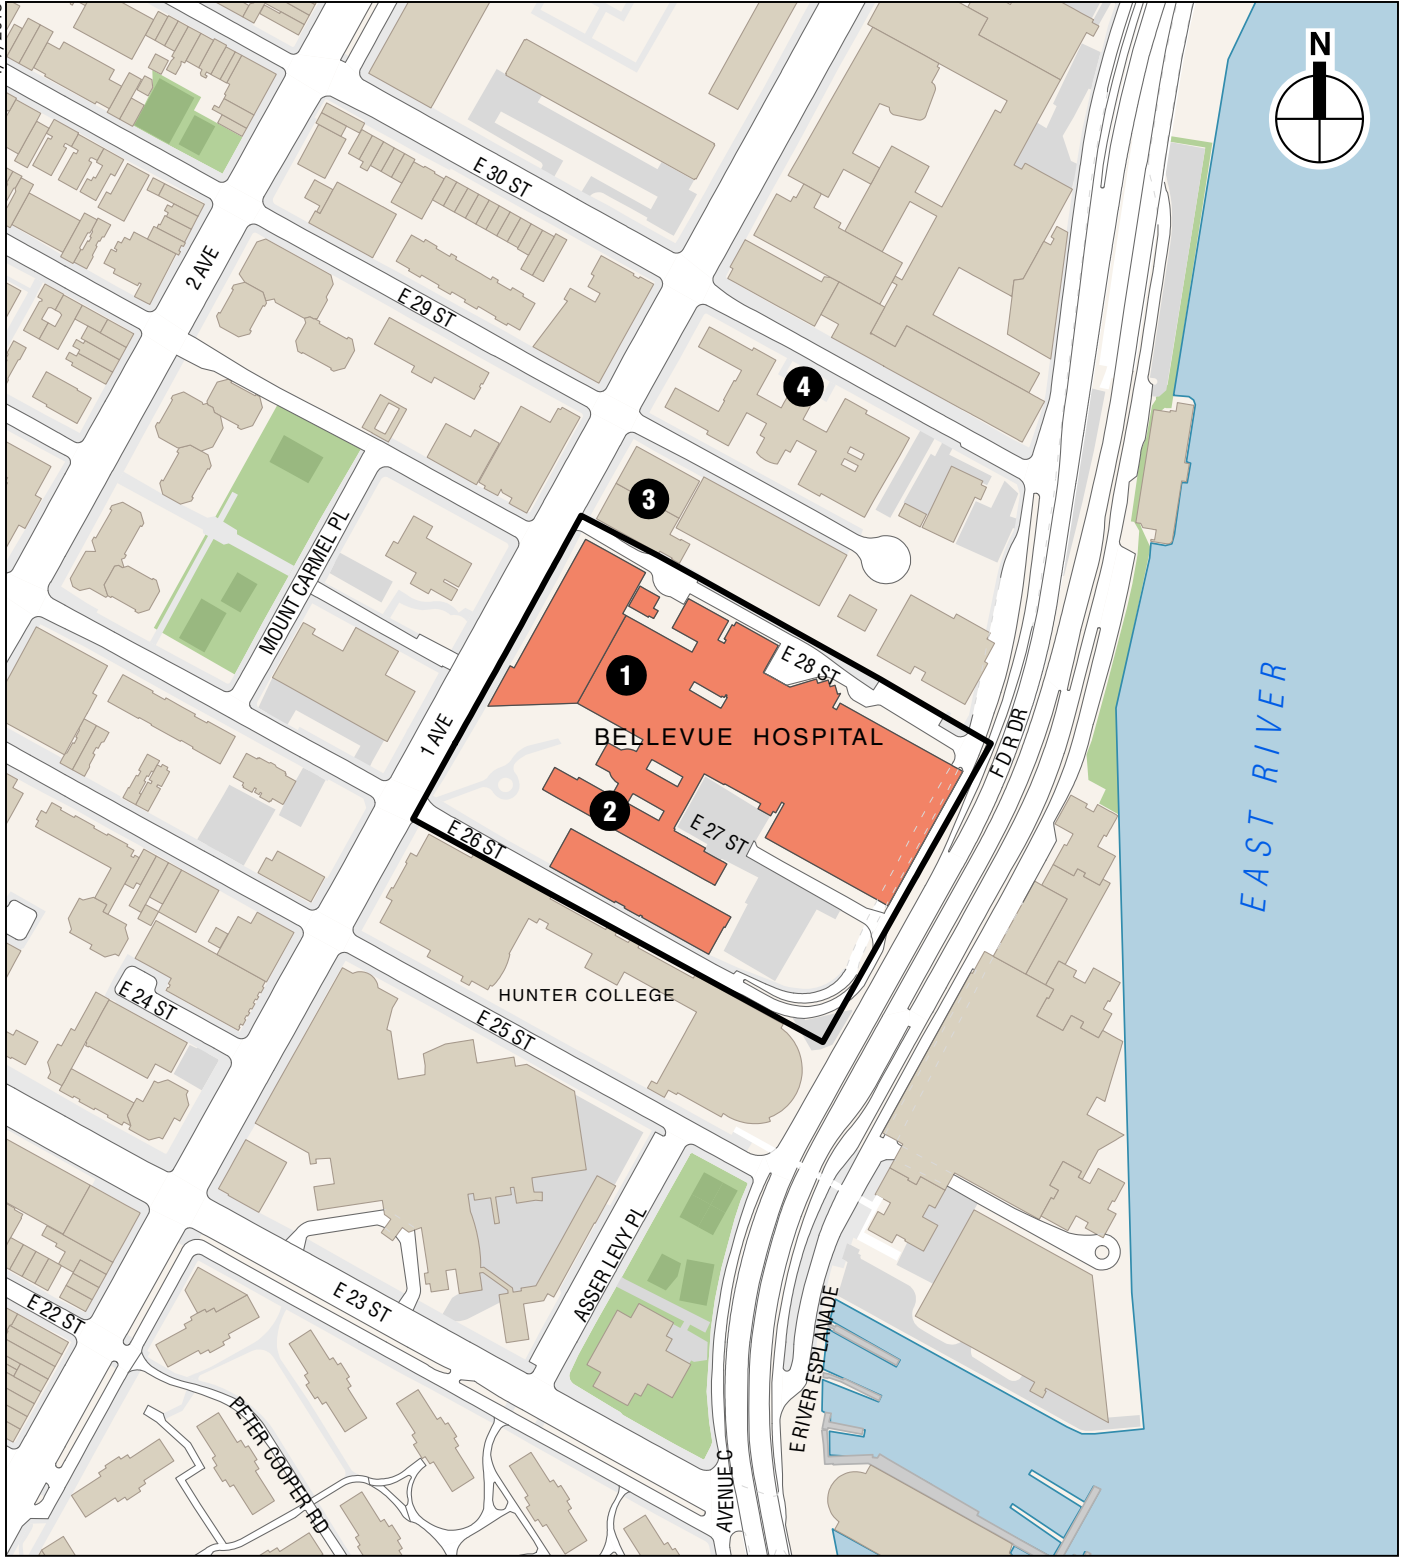 N
E 30 ST
2 AVE
E 29 ST
4
3
MOUNT CARMEL PL
1
E 28 ST
1 AVE
BELLEVUE HOSPITAL
F D R DR
EAST RIVER
2
E 27 ST
E 26 ST
HUNTER COLLEGE
E 24 ST
E 25 ST
ASSER LEVY PL
E 23 ST
E 22 ST
E RIVER ESPLANADE
PETER COOPER RD
AVENUE C